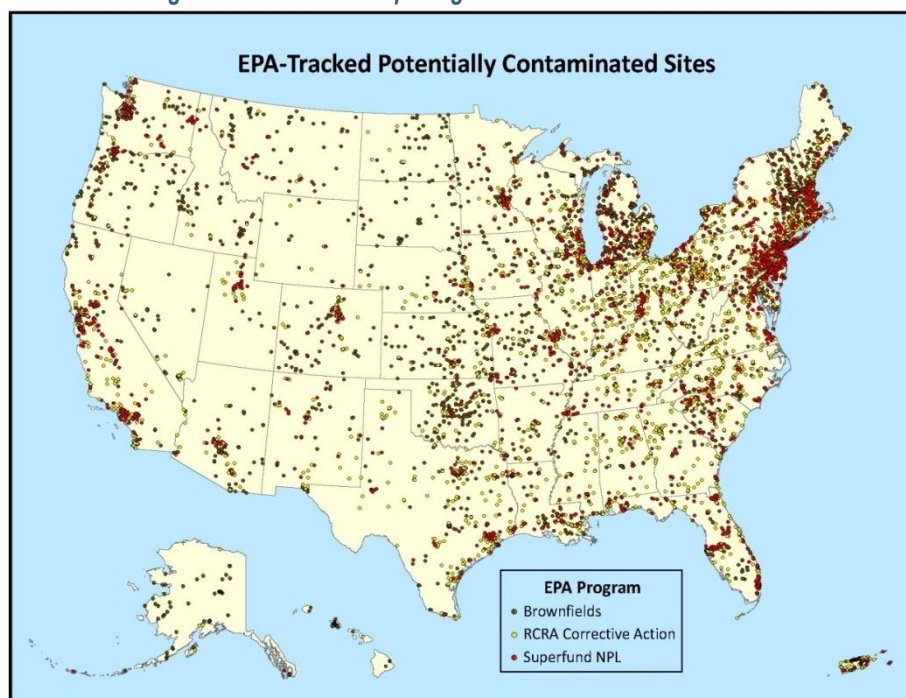 EPA-Tracked Potentially Contaminated Sites
EPA Program
Brownfields
RCRA Corrective Action
Superfund NPL